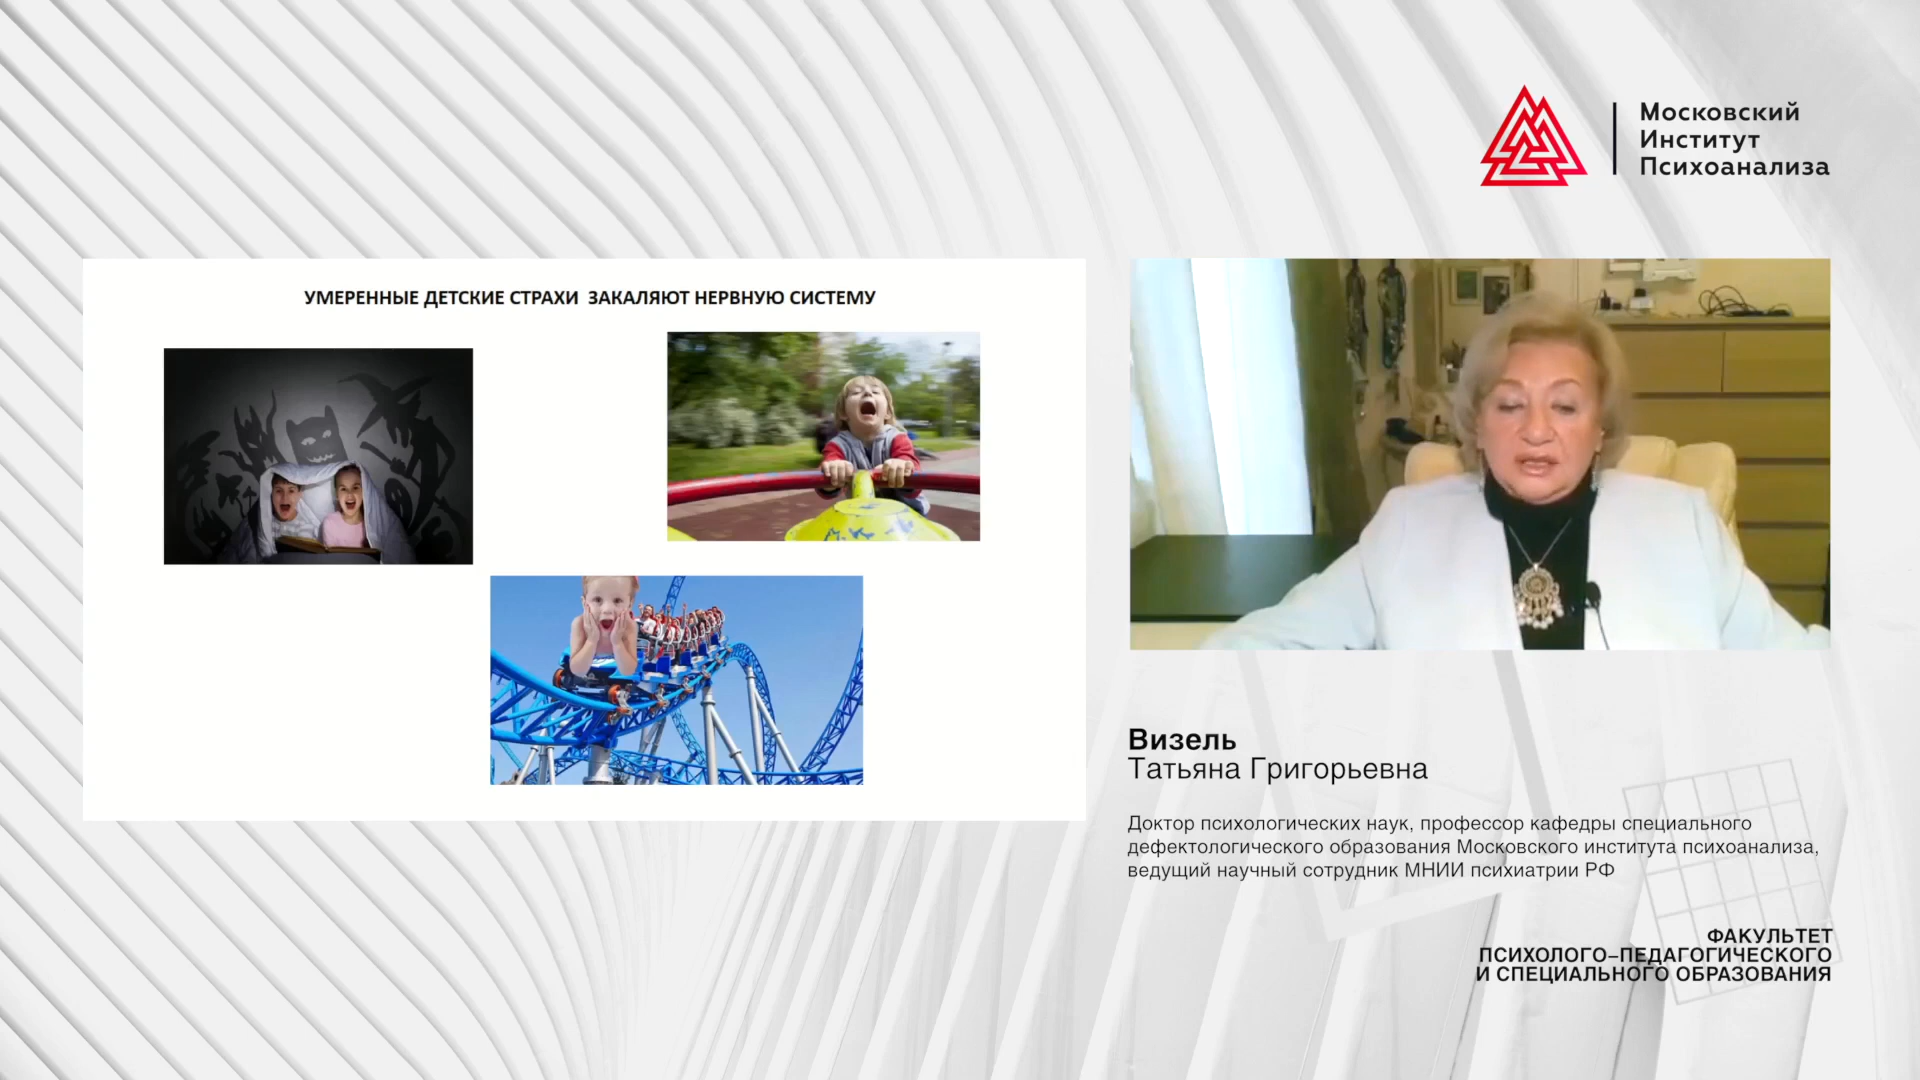 Московский
Институт
Психоанализа
УМЕРЕННЫЕ ДЕТСКИЕ СТРАХИ ЗАКАЛЯЮТ НЕРВНУЮ СИСТЕМУ
Визель
Татьяна Григорьевна
Доктор психологических наук, профессор кафедры специального
дефектологического образования Московского института психоанализа,
ведущий научный сотрудник МНИИ психиатрии РФ
ФАКУЛЬТЕТ
ПСИХОЛОГО–ПЕДАГОГИЧЕСКОГО
И СПЕЦИАЛЬНОГО ОБРАЗОВАНИЯ